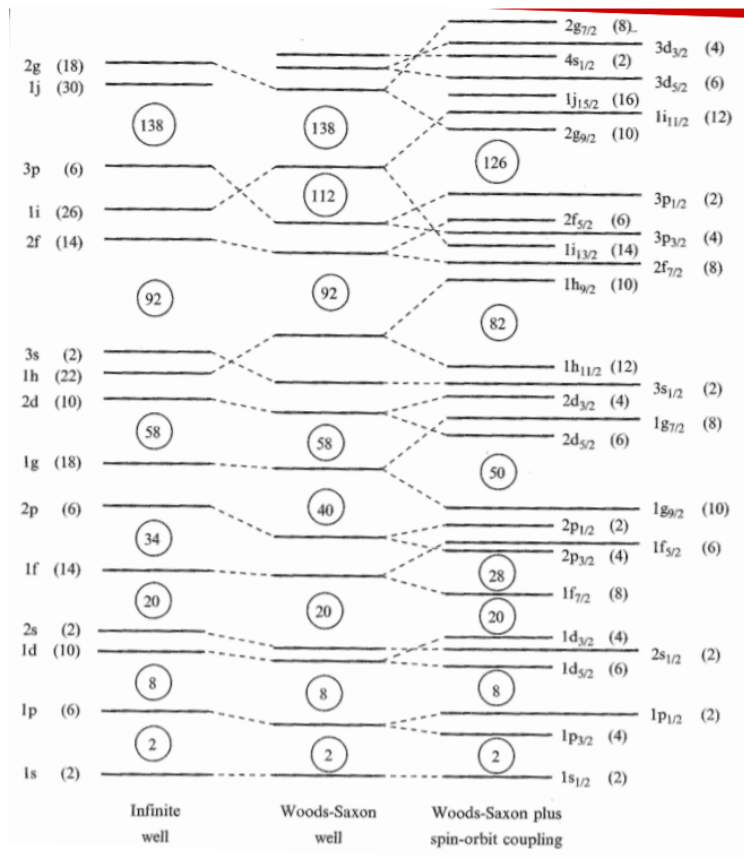 2g (18)
1j (30)
138
3p (6)
1i (26)
2f (14)
92
3s (2)
1h (22)
2d (10)
58
1g (18)
2p (6)
34
1f (14)
20
2s (2)
1d (10)
8
1p (6)
2
1s (2)
Infinite
well
138
112
92
58
40
20
8
2
Woods-Saxon
well
2g7/2 (8)
3d3/2 (4)
4s1/2 (2)
3d5/2 (6)
1j15/2 (16)
1i11/2 (12)
2g9/2 (10)
126
3p1/2 (2)
2f5/2 (6)
3p3/2 (4)
1i13/2 (14)
2f7/2 (8)
1h9/2 (10)
82
1h11/2 (12)
3s1/2 (2)
2d3/2 (4)
1g7/2 (8)
2d5/2 (6)
50
1g9/2 (10)
2p1/2 (2)
1f5/2 (6)
2p3/2 (4)
28
1f7/2 (8)
20
1d3/2 (4)
2s1/2 (2)
1d5/2 (6)
8
1p1/2 (2)
1p3/2 (4)
2
1s1/2 (2)
Woods-Saxon plus
spin-orbit coupling